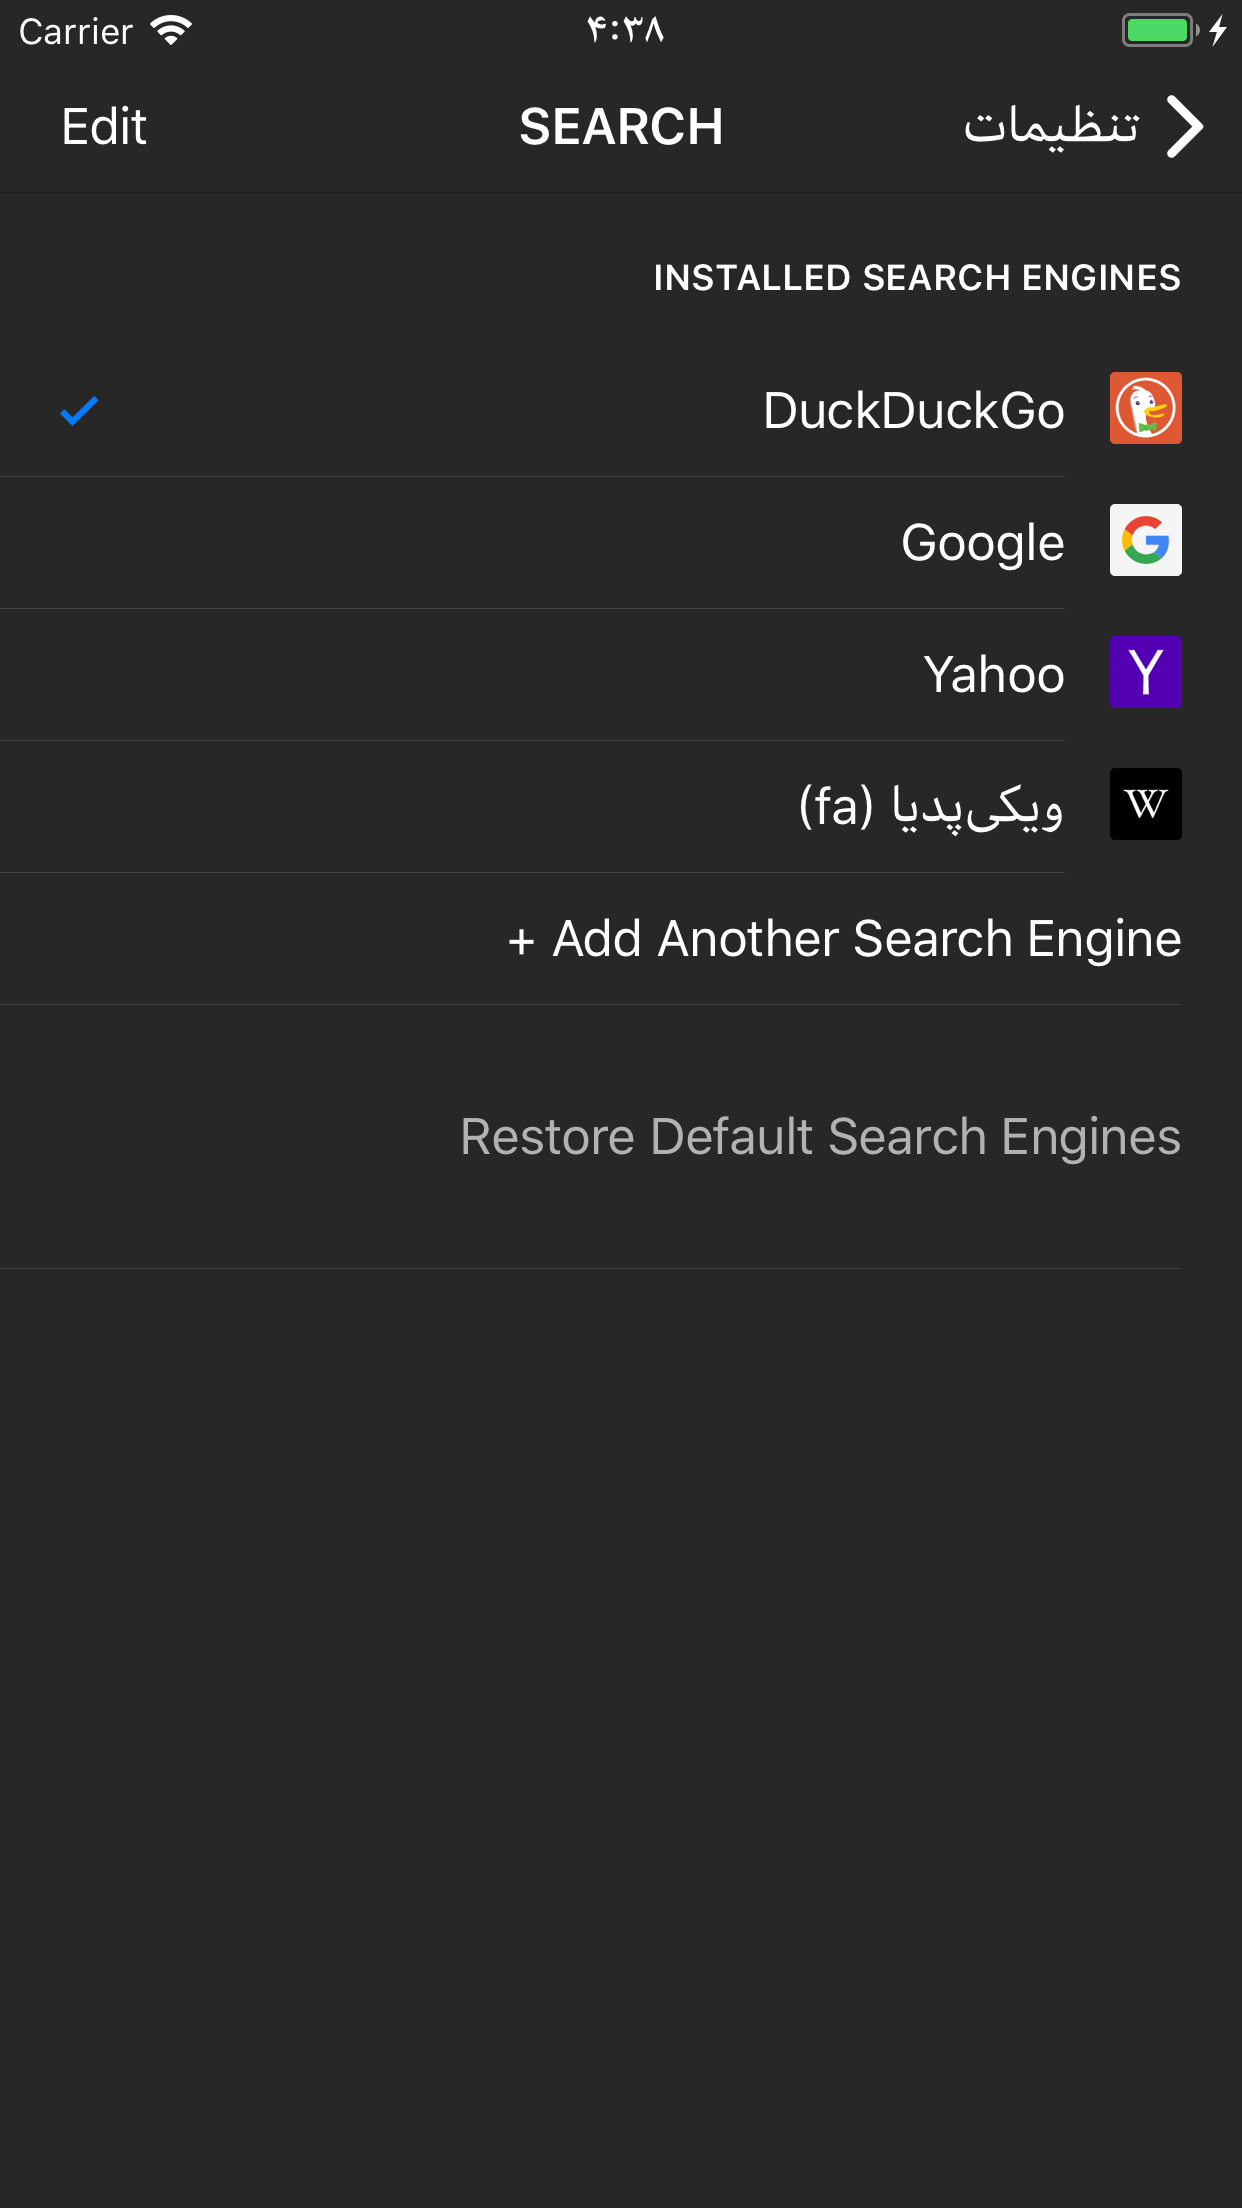 Carrier ۴:۳۸
Edit SEARCH تنظیمات
INSTALLED SEARCH ENGINES
DuckDuckGo
Google
Yahoo
ویکی‌پدیا (fa)
+ Add Another Search Engine
Restore Default Search Engines